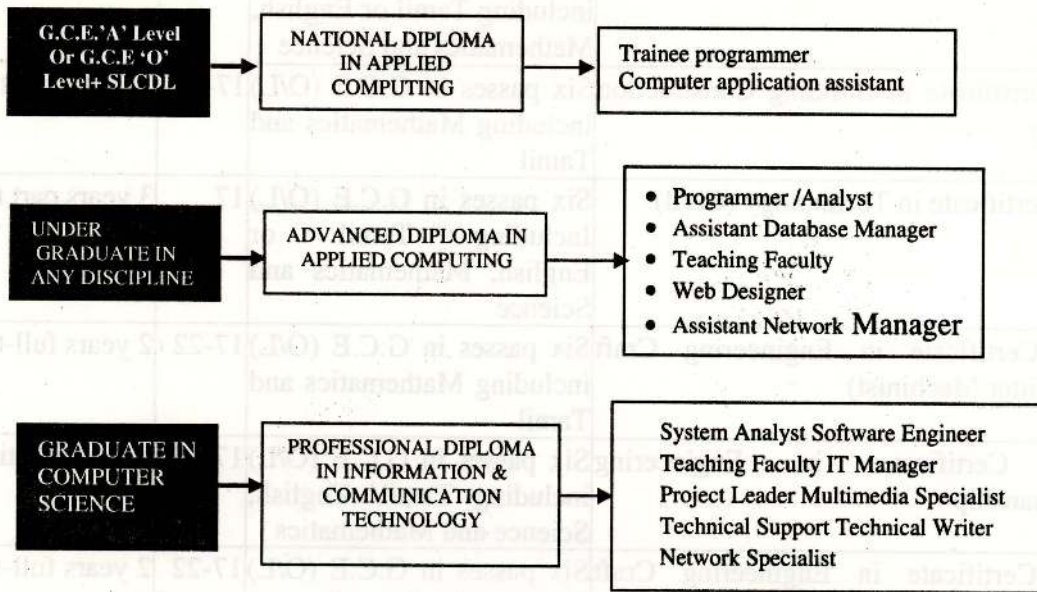 G.C.E.'A' Level
Or G.C.E 'O'
Level+ SLCDL
NATIONAL DIPLOMA
IN APPLIED
COMPUTING
Trainee programmer
Computer application assistant
UNDER
GRADUATE IN
ANY DISCIPLINE
ADVANCED DIPLOMA IN
APPLIED COMPUTING
• Programmer /Analyst
• Assistant Database Manager
• Teaching Faculty
• Web Designer
• Assistant Network Manager
GRADUATE IN
COMPUTER
SCIENCE
PROFESSIONAL DIPLOMA
IN INFORMATION &
COMMUNICATION
TECHNOLOGY
System Analyst Software Engineer
Teaching Faculty IT Manager
Project Leader Multimedia Specialist
Technical Support Technical Writer
Network Specialist